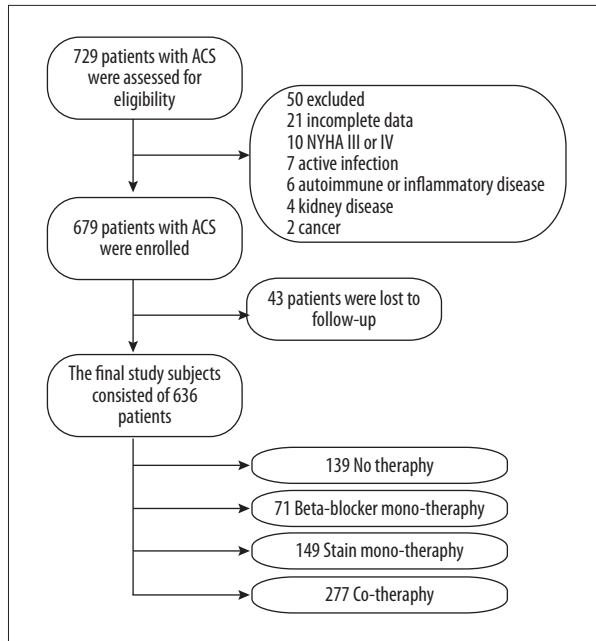 729 patients with ACS
were assessed for
eligibility
50 excluded
21 incomplete data
10 NYHA III or IV
7 active infection
6 autoimmune or inflammatory disease
4 kidney disease
2 cancer
679 patients with ACS
were enrolled
43 patients were lost to
follow-up
The final study subjects
consisted of 636
patients
139 No theraphy
71 Beta-blocker mono-theraphy
149 Stain mono-theraphy
277 Co-theraphy